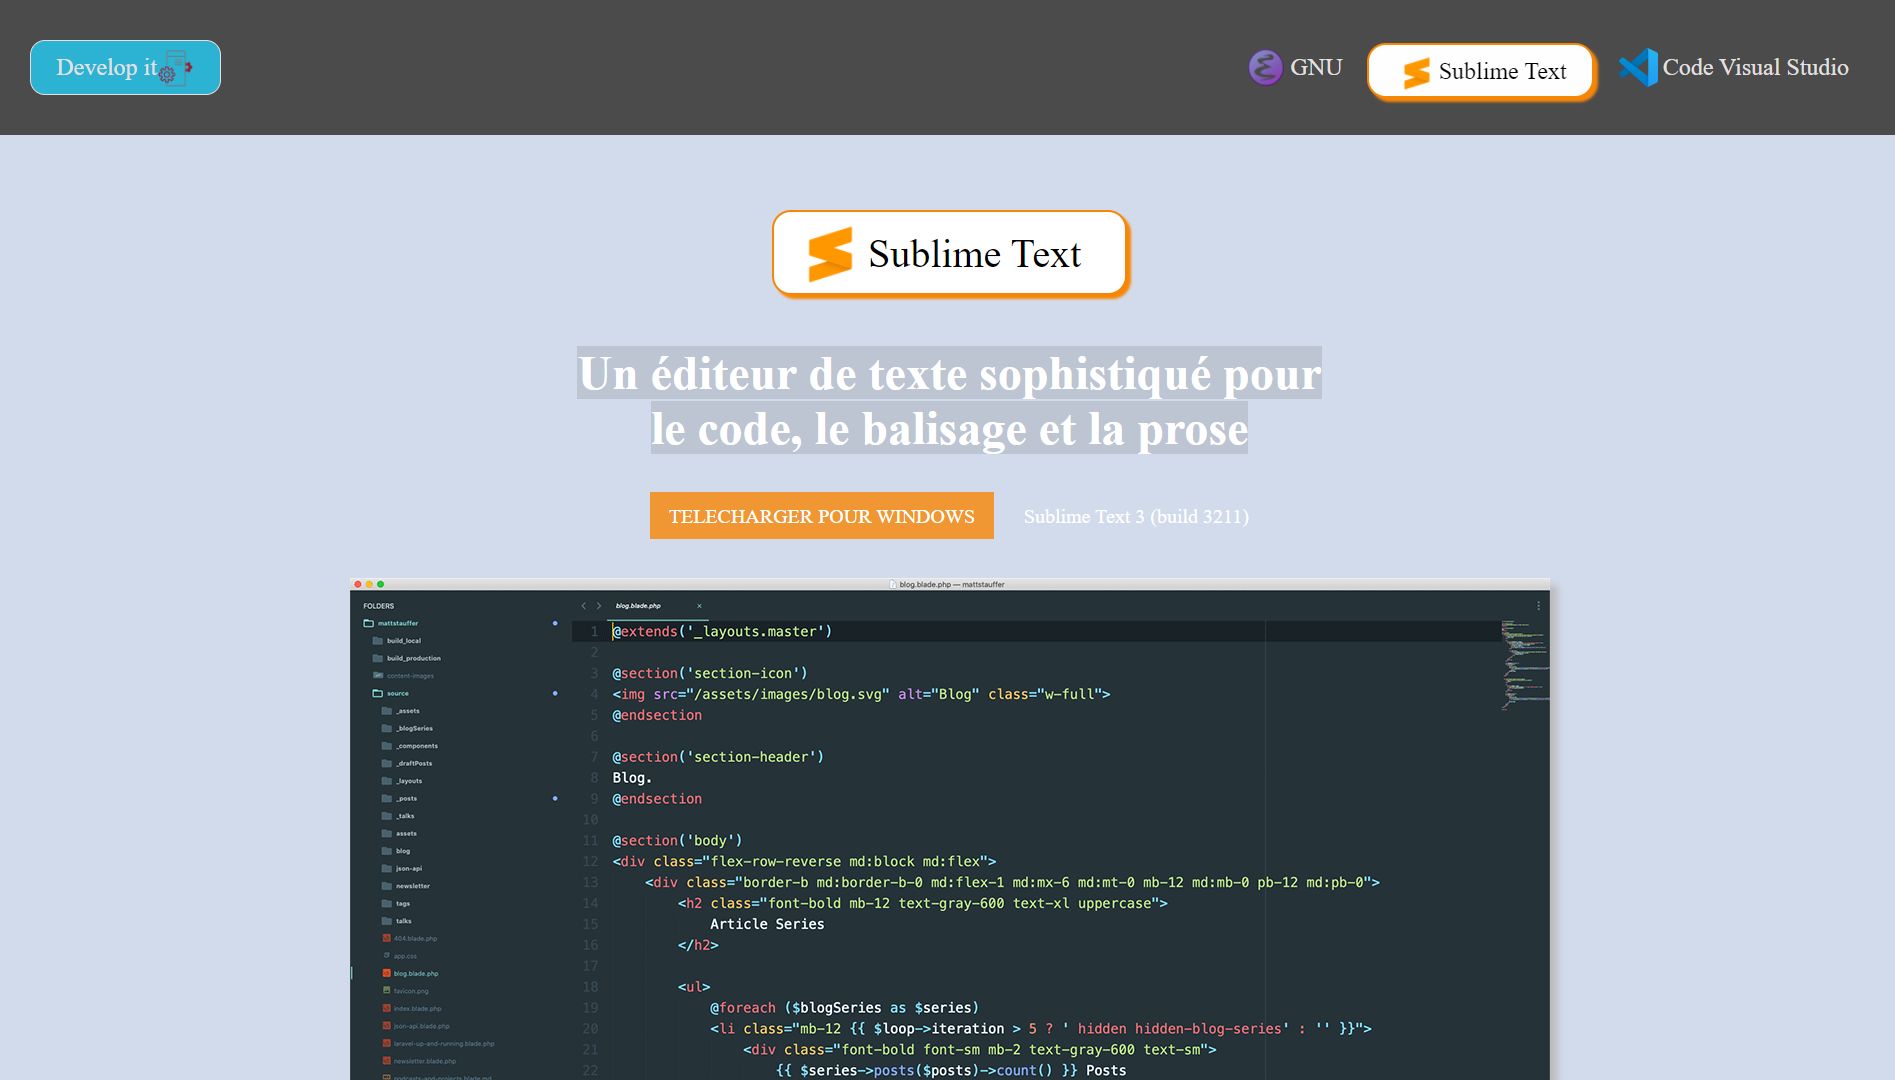 Develop it
GNU
Sublime Text
Code Visual Studio
Sublime Text
Un éditeur de texte sophistiqué pour
le code, le balisage et la prose
TELECHARGER POUR WINDOWS
Sublime Text 3 (build 3211)
blog.blade.php — mattstauffer
FOLDERS
mattstauffer
build_local
build_production
content-images
source
_assets
_blogSeries
_components
_draftPosts
_layouts
_posts
_talks
assets
blog
json-api
newsletter
tags
talks
404.blade.php
app.css
blog.blade.php
favicon.png
index.blade.php
json-api.blade.php
laravel-up-and-running.blade.php
newsletter.blade.php
podcasts-and-projects.blade.md
blog.blade.php
1 @extends('_layouts.master')
2
3 @section('section-icon')
4 <img src="/assets/images/blog.svg" alt="Blog" class="w-full">
5 @endsection
6
7 @section('section-header')
8 Blog.
9 @endsection
10
11 @section('body')
12 <div class="flex-row-reverse md:block md:flex">
13 <div class="border-b md:border-b-0 md:flex-1 md:mx-6 md:mt-0 mb-12 md:mb-0 pb-12 md:pb-0">
14 <h2 class="font-bold mb-12 text-gray-600 text-xl uppercase">
15 Article Series
16 </h2>
17
18 <ul>
19 @foreach ($blogSeries as $series)
20 <li class="mb-12 {{ $loop->iteration > 5 ? ' hidden hidden-blog-series' : '' }}">
21 <div class="font-bold font-sm mb-2 text-gray-600 text-sm">
22 {{ $series->posts($posts)->count() }} Posts